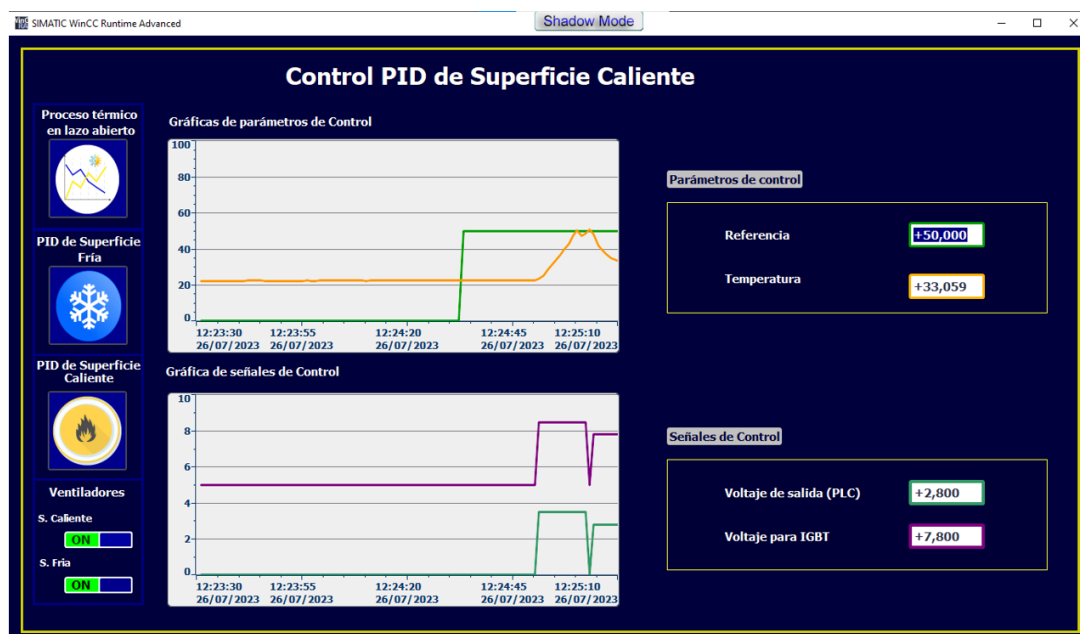 SIMATIC WinCC Runtime Advanced
Shadow Mode
Control PID de Superficie Caliente
Proceso térmico
en lazo abierto
PID de Superficie
Fría
PID de Superficie
Caliente
Ventiladores
S. Caliente
ON
S. Fria
ON
Gráficas de parámetros de Control
100
80
60
40
20
0
12:23:30 12:23:55 12:24:20 12:24:45 12:25:10
26/07/2023 26/07/2023 26/07/2023 26/07/2023 26/07/2023
Gráfica de señales de Control
10
8
6
4
2
0
12:23:30 12:23:55 12:24:20 12:24:45 12:25:10
26/07/2023 26/07/2023 26/07/2023 26/07/2023 26/07/2023
Parámetros de control
Referencia +50,000
Temperatura +33,059
Señales de Control
Voltaje de salida (PLC) +2,800
Voltaje para IGBT +7,800